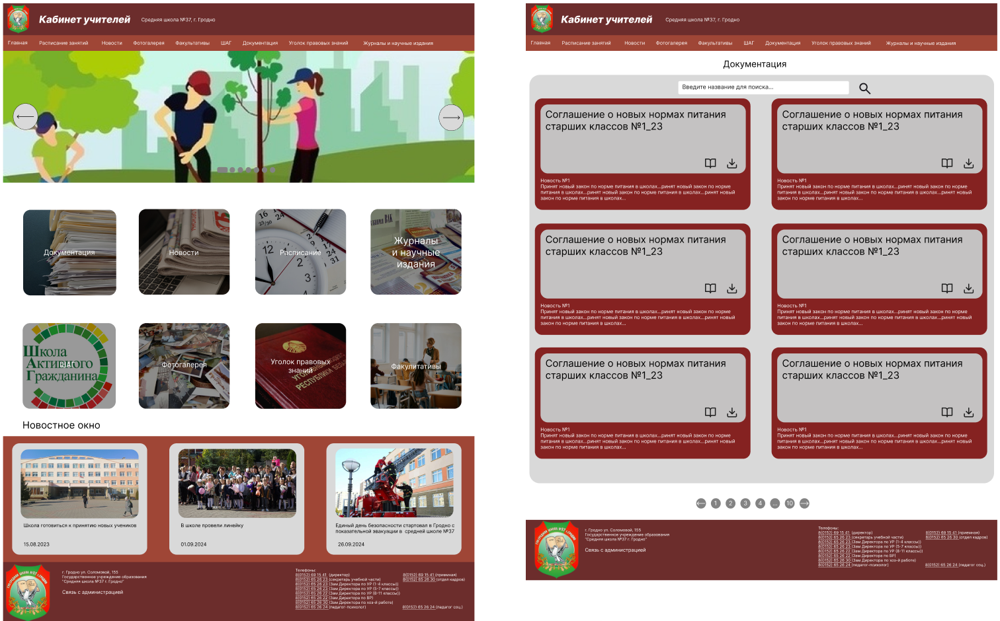 Кабинет учителей
Средняя школа №37, г. Гродно
Главная
Расписание занятий
Новости
Фотогалерея
Факультативы
ШАГ
Документация
Уголок правовых знаний
Журналы и научные издания
Документация
Новости
Расписание
Журналы
и научные
издания
Школа
Активного
Гражданина
ШАГ
Фотогалерея
Уголок правовых
знаний
Факулитативы
Новостное окно
Школа готовиться к принятию новых учеников
15.08.2023
В школе провели линейку
01.09.2024
Единый день безопасности стартовал в Гродно с
показательной эвакуации в средней школе №37
26.09.2024
г. Гродно ул. Соломовой, 155
Государственное учреждение образования
"Средняя школа №37 г. Гродно"
Связь с администрацией
Телефоны:
8(0152) 69 15 41 (директор)
8(0152) 69 15 41 (приемная)
8(0152) 65 26 23 (секретарь учебной части)
8(0152) 65 26 30 (отдел кадров)
8(0152) 65 26 23 (Зам Директора по УР (1-4 классы))
8(0152) 65 26 23 (Зам Директора по УР (5-7 классы))
8(0152) 65 26 22 (Зам Директора по УР (8-11 классы))
8(0152) 65 26 22 (Зам Директора по ВР)
8(0152) 65 26 30 (Зам Директора по хоз-й работе)
8(0152) 65 26 24 (педагог-психолог)
8(0152) 65 26 24 (педагог соц.)
Кабинет учителей
Средняя школа №37, г. Гродно
Главная
Расписание занятий
Новости
Фотогалерея
Факультативы
ШАГ
Документация
Уголок правовых знаний
Журналы и научные издания
Документация
Введите название для поиска...
Соглашение о новых нормах питания
старших классов №1_23
Новость №1
Принят новый закон по норме питания в школах...ринят новый закон по норме
питания в школах...ринят новый закон по норме питания в школах...ринят новый
закон по норме питания в школах...
Соглашение о новых нормах питания
старших классов №1_23
Новость №1
Принят новый закон по норме питания в школах...ринят новый закон по норме
питания в школах...ринят новый закон по норме питания в школах...ринят новый
закон по норме питания в школах...
Соглашение о новых нормах питания
старших классов №1_23
Новость №1
Принят новый закон по норме питания в школах...ринят новый закон по норме
питания в школах...ринят новый закон по норме питания в школах...ринят новый
закон по норме питания в школах...
Соглашение о новых нормах питания
старших классов №1_23
Новость №1
Принят новый закон по норме питания в школах...ринят новый закон по норме
питания в школах...ринят новый закон по норме питания в школах...ринят новый
закон по норме питания в школах...
Соглашение о новых нормах питания
старших классов №1_23
Новость №1
Принят новый закон по норме питания в школах...ринят новый закон по норме
питания в школах...ринят новый закон по норме питания в школах...ринят новый
закон по норме питания в школах...
Соглашение о новых нормах питания
старших классов №1_23
Новость №1
Принят новый закон по норме питания в школах...ринят новый закон по норме
питания в школах...ринят новый закон по норме питания в школах...ринят новый
закон по норме питания в школах...
1 2 3 4 ... 10
г. Гродно ул. Соломовой, 155
Государственное учреждение образования
"Средняя школа №37 г. Гродно"
Связь с администрацией
Телефоны:
8(0152) 69 15 41 (директор)
8(0152) 69 15 41 (приемная)
8(0152) 65 26 23 (секретарь учебной части)
8(0152) 65 26 30 (отдел кадров)
8(0152) 65 26 23 (Зам Директора по УР (1-4 классы))
8(0152) 65 26 23 (Зам Директора по УР (5-7 классы))
8(0152) 65 26 22 (Зам Директора по УР (8-11 классы))
8(0152) 65 26 22 (Зам Директора по ВР)
8(0152) 65 26 30 (Зам Директора по хоз-й работе)
8(0152) 65 26 24 (педагог-психолог)
8(0152) 65 26 24 (педагог соц.)